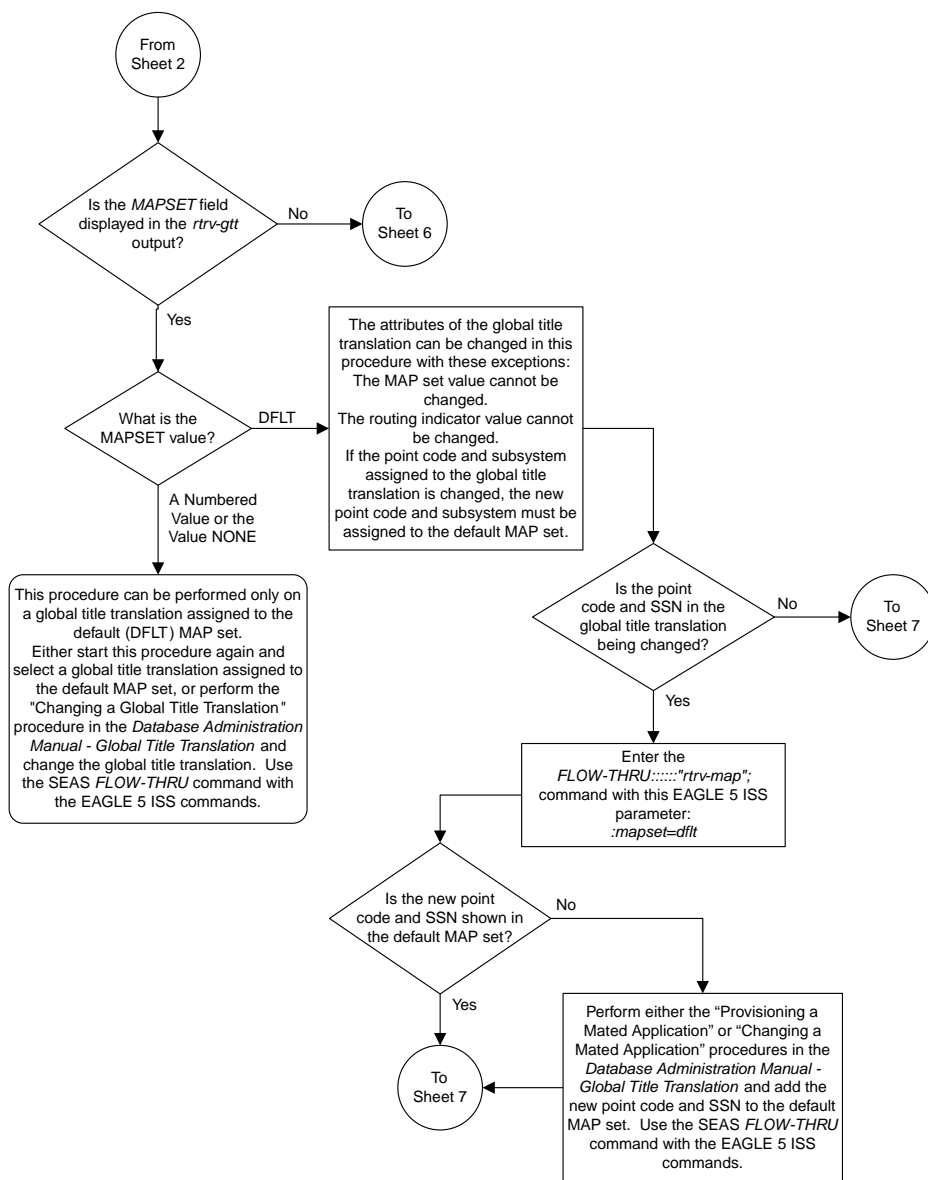 From
Sheet 2
Is the MAPSET field
displayed in the rtrv-gtt
output?
No
To
Sheet 6
Yes
What is the
MAPSET value?
DFLT
The attributes of the global title
translation can be changed in this
procedure with these exceptions:
The MAP set value cannot be
changed.
The routing indicator value cannot
be changed.
If the point code and subsystem
assigned to the global title
translation is changed, the new
point code and subsystem must be
assigned to the default MAP set.
A Numbered
Value or the
Value NONE
This procedure can be performed only on
a global title translation assigned to the
default (DFLT) MAP set.
Either start this procedure again and
select a global title translation assigned to
the default MAP set, or perform the
"Changing a Global Title Translation"
procedure in the Database Administration
Manual - Global Title Translation and
change the global title translation. Use
the SEAS FLOW-THRU command with
the EAGLE 5 ISS commands.
Is the point
code and SSN in the
global title translation
being changed?
No
To
Sheet 7
Yes
Enter the
FLOW-THRU::::::"rtrv-map";
command with this EAGLE 5 ISS
parameter:
:mapset=dflt
Is the new point
code and SSN shown in
the default MAP set?
No
Yes
To
Sheet 7
Perform either the “Provisioning a
Mated Application” or “Changing a
Mated Application” procedures in the
Database Administration Manual -
Global Title Translation and add the
new point code and SSN to the default
MAP set. Use the SEAS FLOW-THRU
command with the EAGLE 5 ISS
commands.